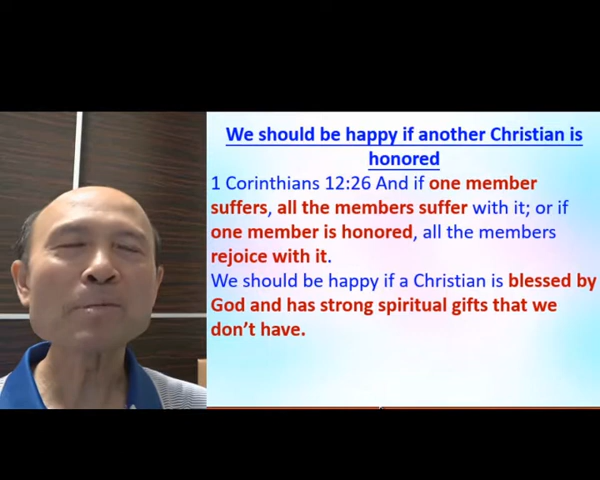 We should be happy if another Christian is
honored
1 Corinthians 12:26 And if one member
suffers, all the members suffer with it; or if
one member is honored, all the members
rejoice with it.
We should be happy if a Christian is blessed by
God and has strong spiritual gifts that we
don't have.